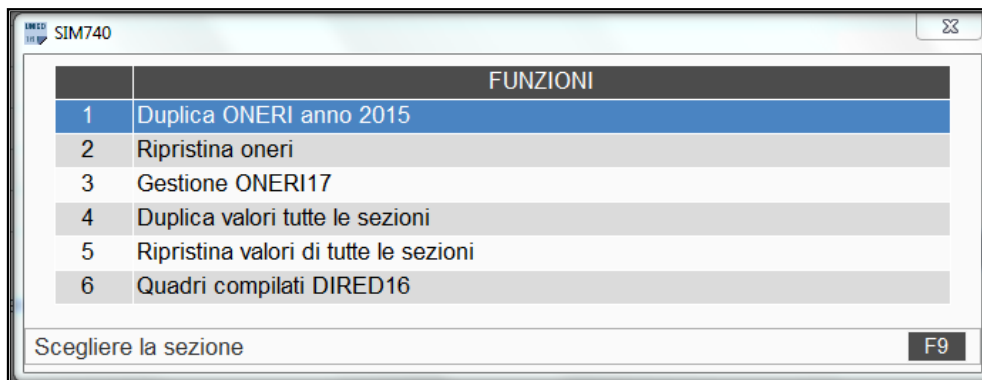 SIM740
FUNZIONI
1 Duplica ONERI anno 2015
2 Ripristina oneri
3 Gestione ONERI17
4 Duplica valori tutte le sezioni
5 Ripristina valori di tutte le sezioni
6 Quadri compilati DIRED16
Scegliere la sezione F9